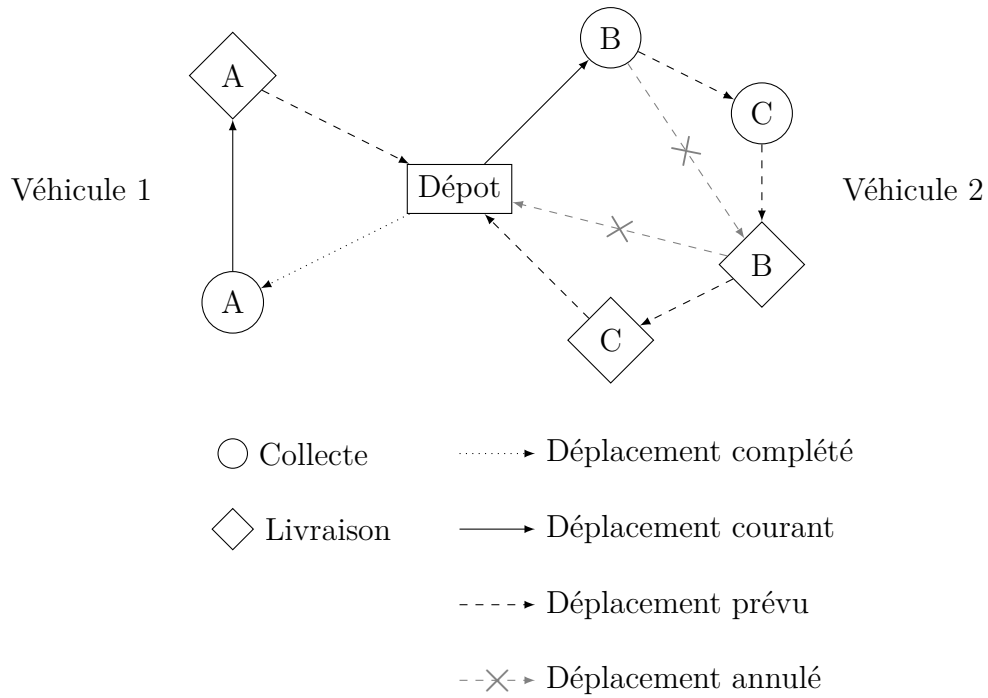 B
A
C
Véhicule 1
Dépot
Véhicule 2
B
A
C
Collecte
Déplacement complété
Livraison
Déplacement courant
Déplacement prévu
Déplacement annulé